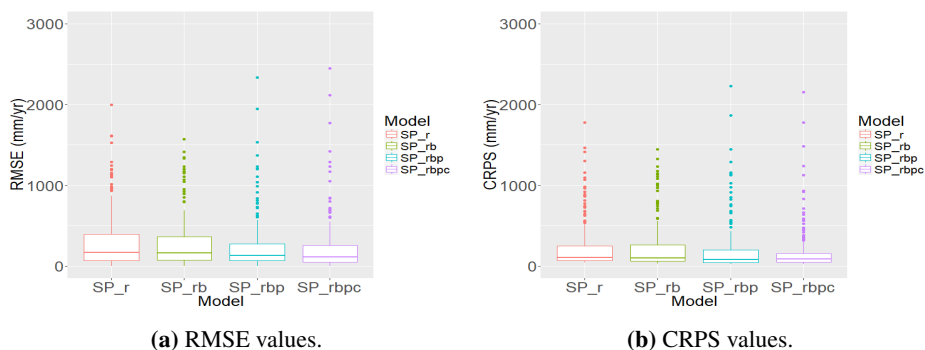 3000
2000
1000
0
RMSE (mm/yr)
SP_r SP_rb SP_rbp SP_rbpc
Model
Model
SP_r
SP_rb
SP_rbp
SP_rbpc
(a) RMSE values.
3000
2000
1000
0
CRPS (mm/yr)
SP_r SP_rb SP_rbp SP_rbpc
Model
Model
SP_r
SP_rb
SP_rbp
SP_rbpc
(b) CRPS values.